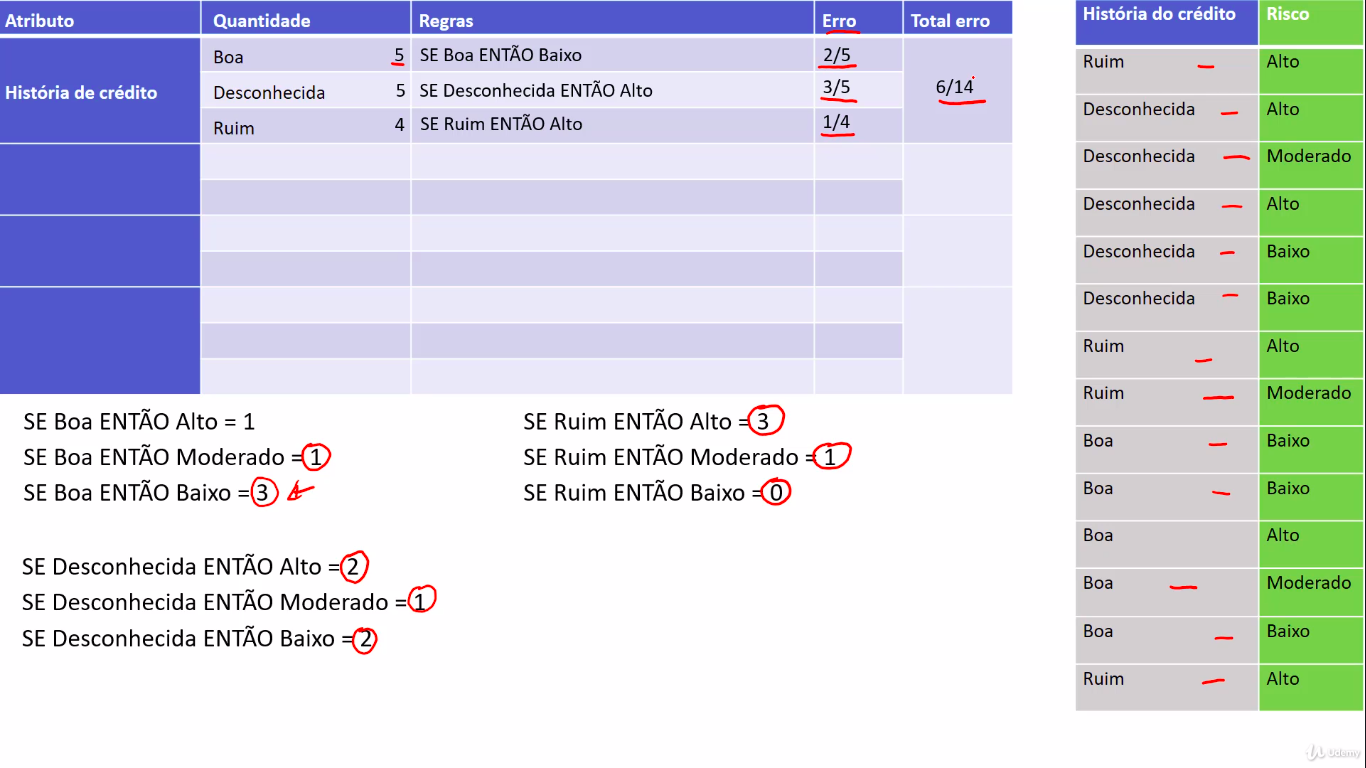 Atributo Quantidade Regras Erro Total erro
História de crédito
Boa 5 SE Boa ENTÃO Baixo 2/5
Desconhecida 5 SE Desconhecida ENTÃO Alto 3/5
Ruim 4 SE Ruim ENTÃO Alto 1/4
6/14
SE Boa ENTÃO Alto = 1
SE Boa ENTÃO Moderado = 1
SE Boa ENTÃO Baixo = 3
SE Ruim ENTÃO Alto = 3
SE Ruim ENTÃO Moderado = 1
SE Ruim ENTÃO Baixo = 0
SE Desconhecida ENTÃO Alto = 2
SE Desconhecida ENTÃO Moderado = 1
SE Desconhecida ENTÃO Baixo = 2
História do crédito Risco
Ruim Alto
Desconhecida Alto
Desconhecida Moderado
Desconhecida Alto
Desconhecida Baixo
Desconhecida Baixo
Ruim Alto
Ruim Moderado
Boa Baixo
Boa Baixo
Boa Alto
Boa Moderado
Boa Baixo
Ruim Alto
Udemy